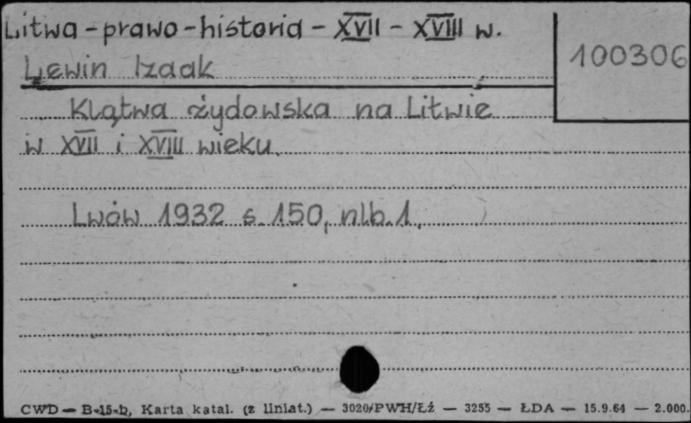 Litwa - prawo - historia - XVII - XVIII w.
100306
Lewin Izaak
Klątwa żydowska na Litwie
w XVII i XVIII wieku.
Lwów 1932 s. 150, nlb. 1.
CWD — B-15-b, Karta katal. (z liniat.) — 3020/PWH/Łź — 3255 — ŁDA — 15.9.64 — 2.000.